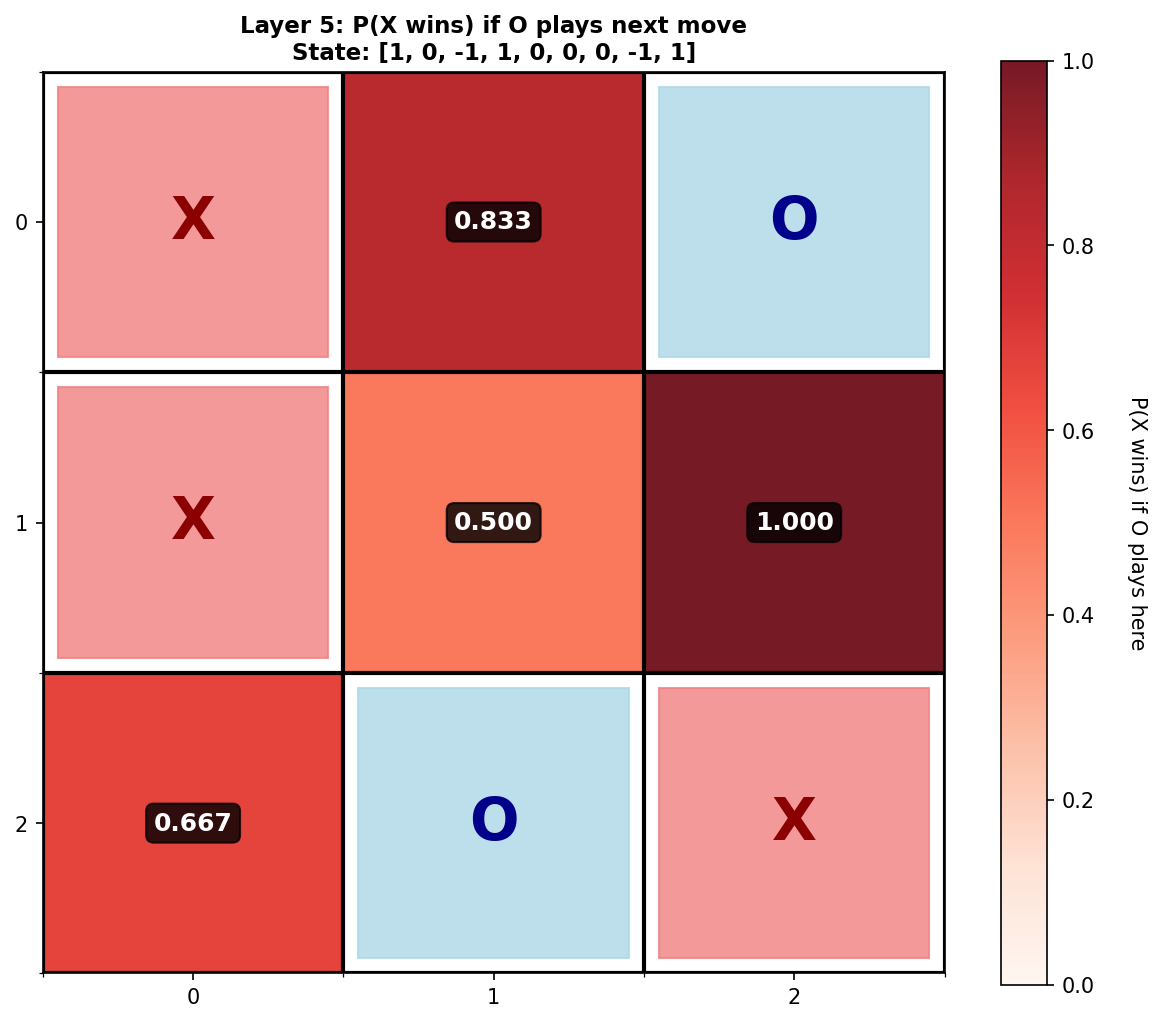 Layer 5: P(X wins) if O plays next move
State: [1, 0, -1, 1, 0, 0, 0, -1, 1]
0
X
0.833
O
1
X
0.500
1.000
2
0.667
O
X
0
1
2
1.0
0.8
0.6
0.4
0.2
0.0
P(X wins) if O plays here